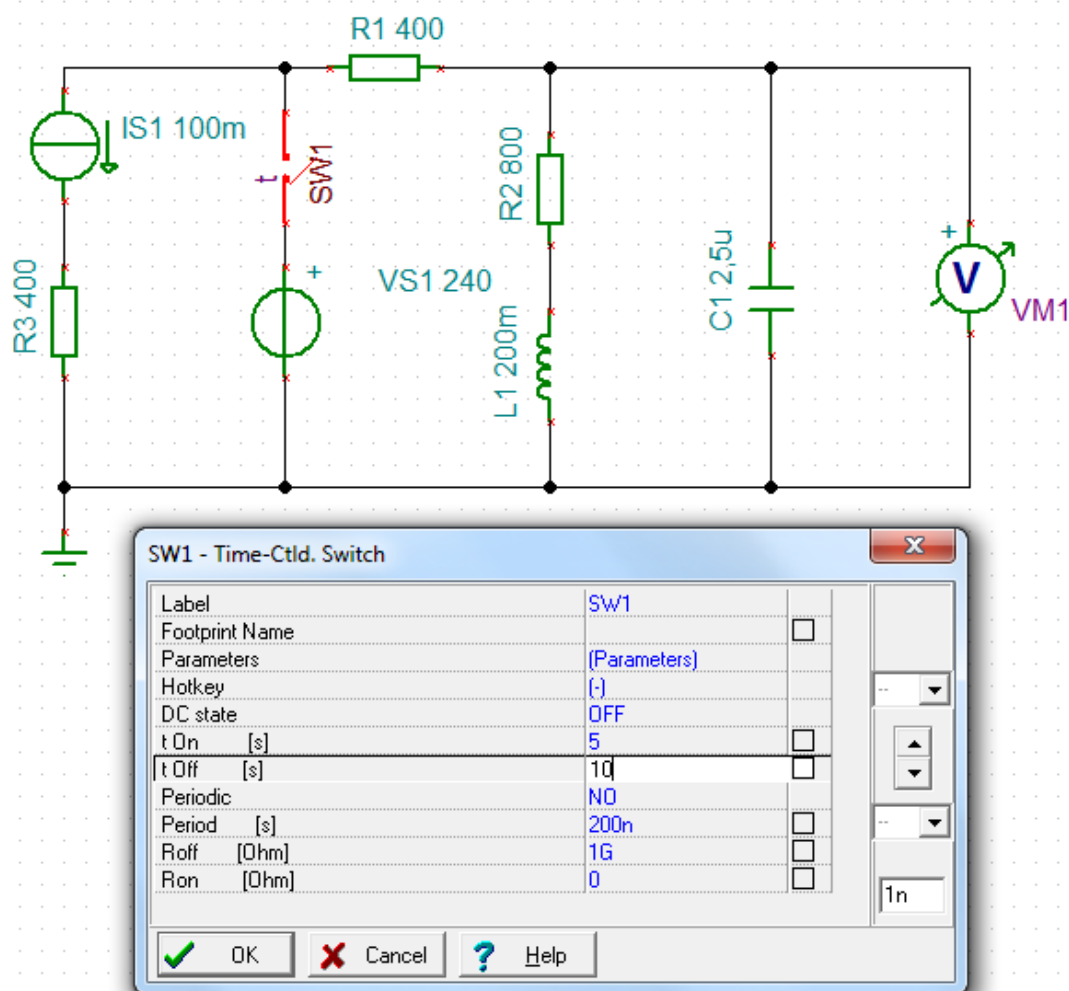 R1 400
IS1 100m
t
SW1
R2 800
R3 400
+
VS1 240
L1 200m
C1 2,5u
+
V
VM1
SW1 - Time-Ctld. Switch
Label SW1
Footprint Name
Parameters (Parameters)
Hotkey (-)
DC state OFF
t On [s] 5
t Off [s] 10
Periodic NO
Period [s] 200n
Roff [Ohm] 1G
Ron [Ohm] 0
--
--
1n
OK Cancel ? Help